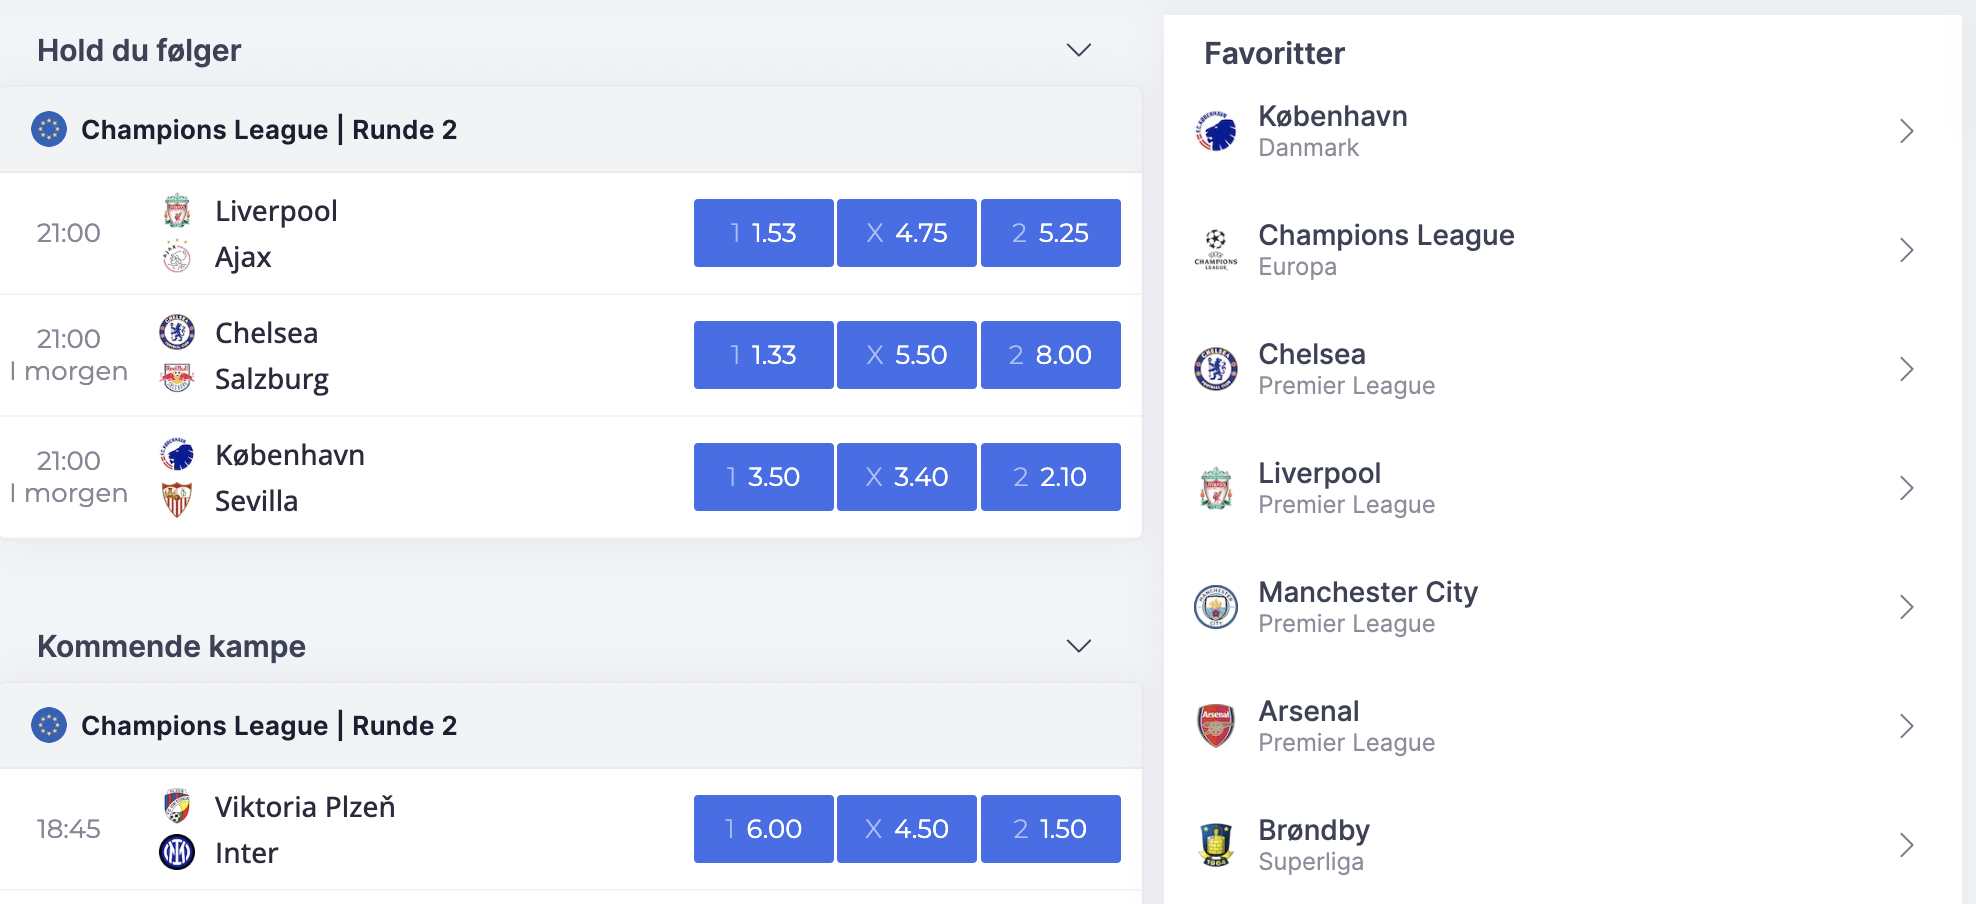 Hold du følger
Champions League | Runde 2
21:00
Liverpool
Ajax
1 1.53
X 4.75
2 5.25
21:00
I morgen
Chelsea
Salzburg
1 1.33
X 5.50
2 8.00
21:00
I morgen
København
Sevilla
1 3.50
X 3.40
2 2.10
Kommende kampe
Champions League | Runde 2
18:45
Viktoria Plzeň
Inter
1 6.00
X 4.50
2 1.50
Favoritter
København
Danmark
CHAMPIONS
LEAGUE
Champions League
Europa
Chelsea
Premier League
Liverpool
Premier League
Manchester City
Premier League
Arsenal
Arsenal
Premier League
1964
Brøndby
Superliga